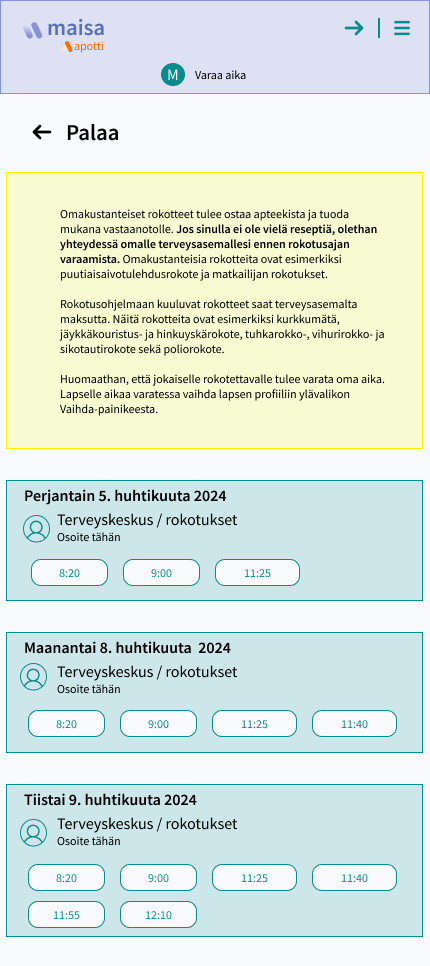 maisa
apotti
M Varaa aika
Palaa
Omakustanteiset rokotteet tulee ostaa apteekista ja tuoda
mukana vastaanotolle. Jos sinulla ei ole vielä reseptiä, olethan
yhteydessä omalle terveysasemallesi ennen rokotusajan
varaamista. Omakustanteisia rokotteita ovat esimerkiksi
puutiaisaivotulehdusrokote ja matkailijan rokotukset.
Rokotusohjelmaan kuuluvat rokotteet saat terveysasemalta
maksutta. Näitä rokotteita ovat esimerkiksi kurkkumätä,
jäykkäkouristus- ja hinkuyskärokote, tuhkarokko-, vihurirokko- ja
sikotautirokote sekä poliorokote.
Huomaathan, että jokaiselle rokotettavalle tulee varata oma aika.
Lapselle aikaa varatessa vaihda lapsen profiiliin ylävalikon
Vaihda-painikeesta.
Perjantain 5. huhtikuuta 2024
Terveyskeskus / rokotukset
Osoite tähän
8:20 9:00 11:25
Maanantai 8. huhtikuuta 2024
Terveyskeskus / rokotukset
Osoite tähän
8:20 9:00 11:25 11:40
Tiistai 9. huhtikuuta 2024
Terveyskeskus / rokotukset
Osoite tähän
8:20 9:00 11:25 11:40
11:55 12:10